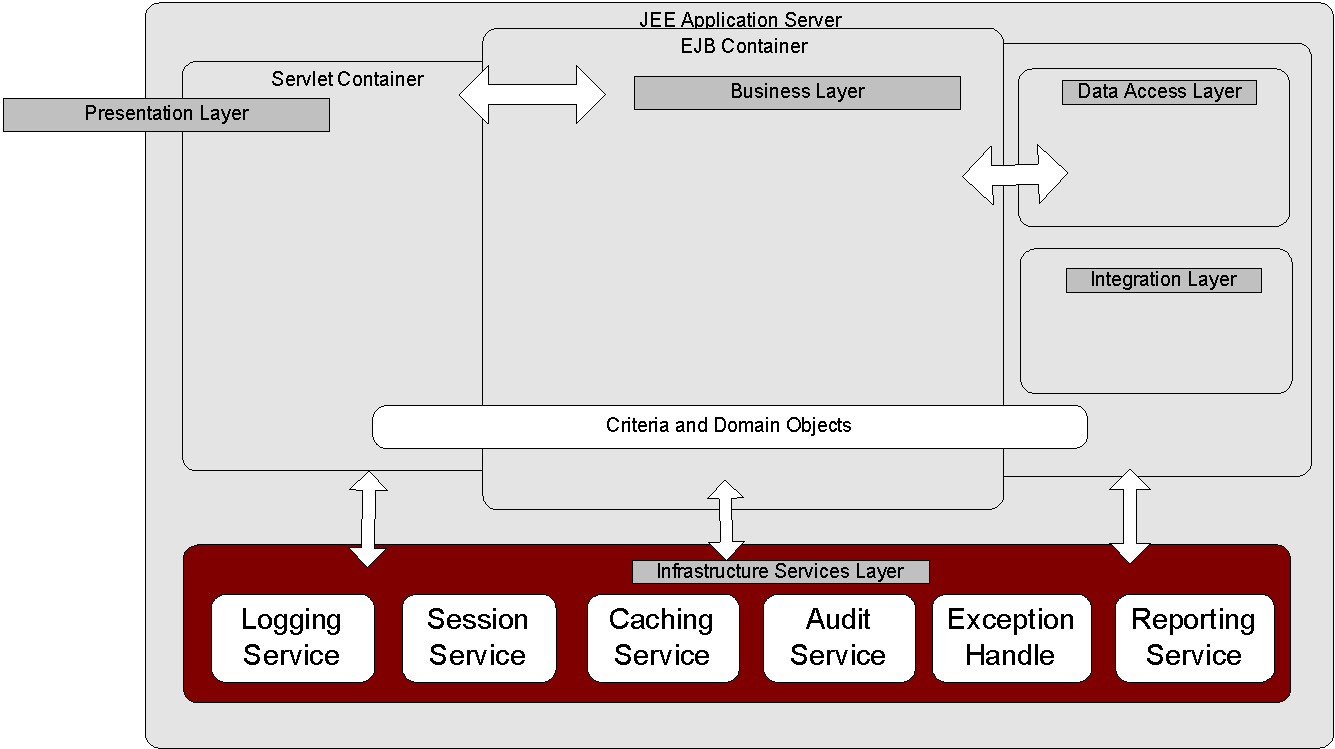 JEE Application Server
EJB Container
Servlet Container
Business Layer
Data Access Layer
Presentation Layer
Integration Layer
Criteria and Domain Objects
Infrastructure Services Layer
Logging
Service
Session
Service
Caching
Service
Audit
Service
Exception
Handle
Reporting
Service